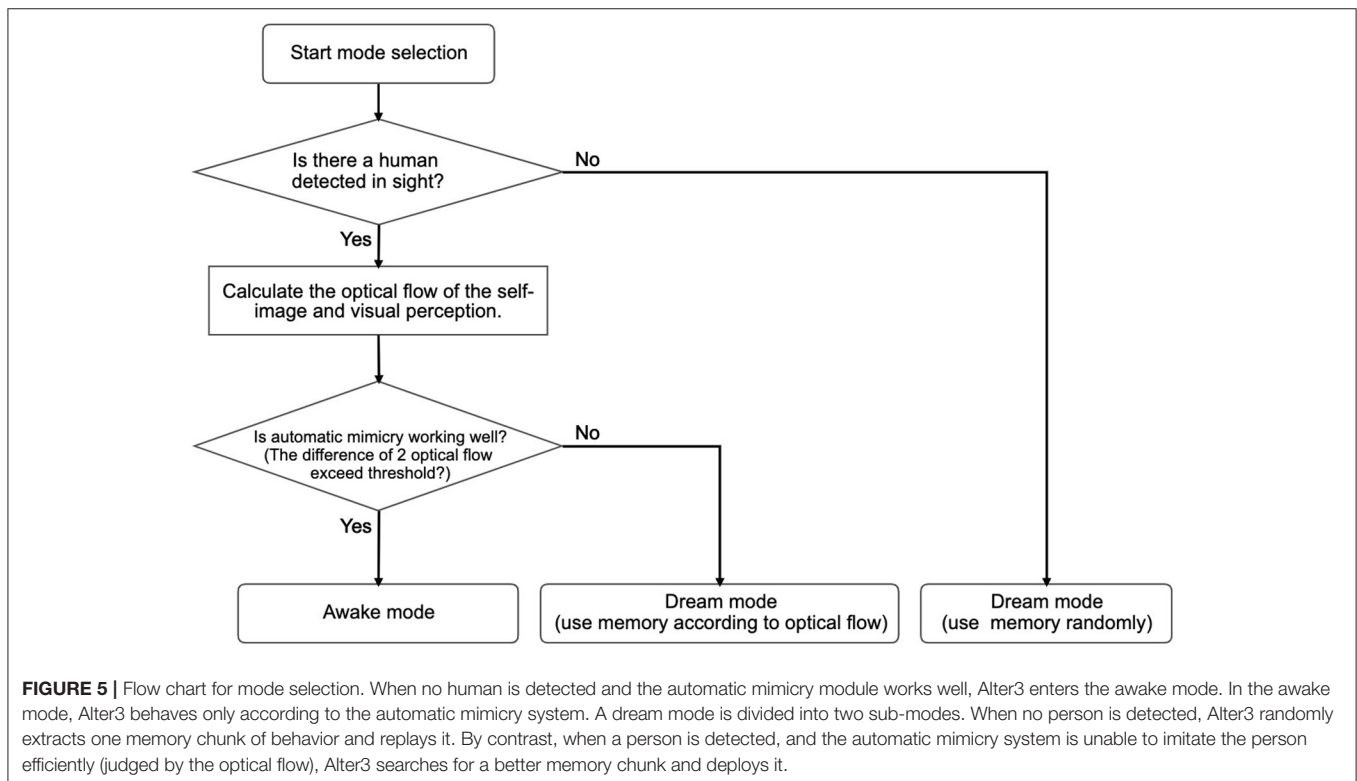 Start mode selection
Is there a human
detected in sight?
No
Yes
Calculate the optical flow of the self-
image and visual perception.
Is automatic mimicry working well?
(The difference of 2 optical flow
exceed threshold?)
No
Yes
Awake mode
Dream mode
(use memory according to optical flow)
Dream mode
(use memory randomly)
FIGURE 5 | Flow chart for mode selection. When no human is detected and the automatic mimicry module works well, Alter3 enters the awake mode. In the awake
mode, Alter3 behaves only according to the automatic mimicry system. A dream mode is divided into two sub-modes. When no person is detected, Alter3 randomly
extracts one memory chunk of behavior and replays it. By contrast, when a person is detected, and the automatic mimicry system is unable to imitate the person
efficiently (judged by the optical flow), Alter3 searches for a better memory chunk and deploys it.